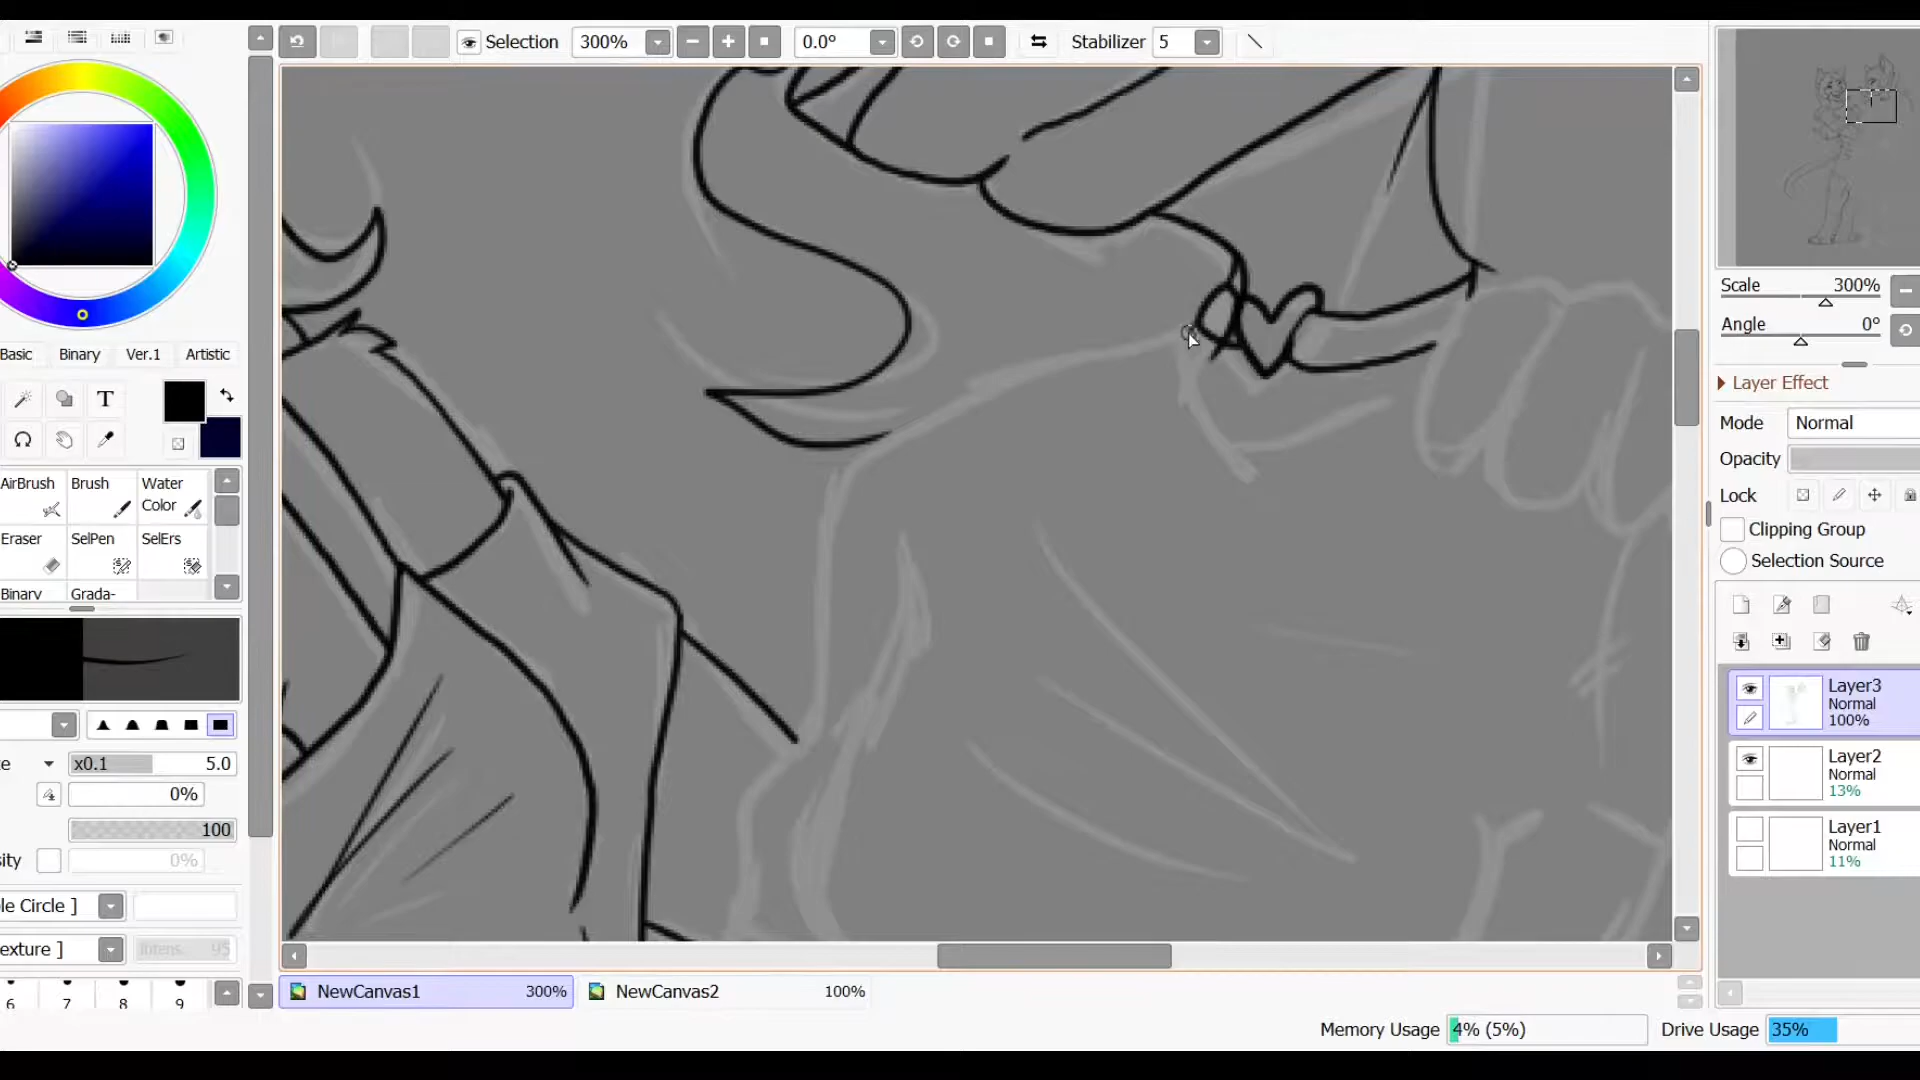 Selection 300% 0.0° Stabilizer 5
Basic Binary Ver.1 Artistic
T
AirBrush Brush Water Color
Eraser SelPen SelErs
Binary Grada-
x0.1 5.0
0%
100
0%
le Circle ]
exture ] Intens. 95
6 7 8 9
NewCanvas1 300% NewCanvas2 100%
Memory Usage 4% (5%) Drive Usage 35%
Scale 300%
Angle 0°
Layer Effect
Mode Normal
Opacity
Lock
Clipping Group
Selection Source
Layer3
Normal
100%
Layer2
Normal
13%
Layer1
Normal
11%